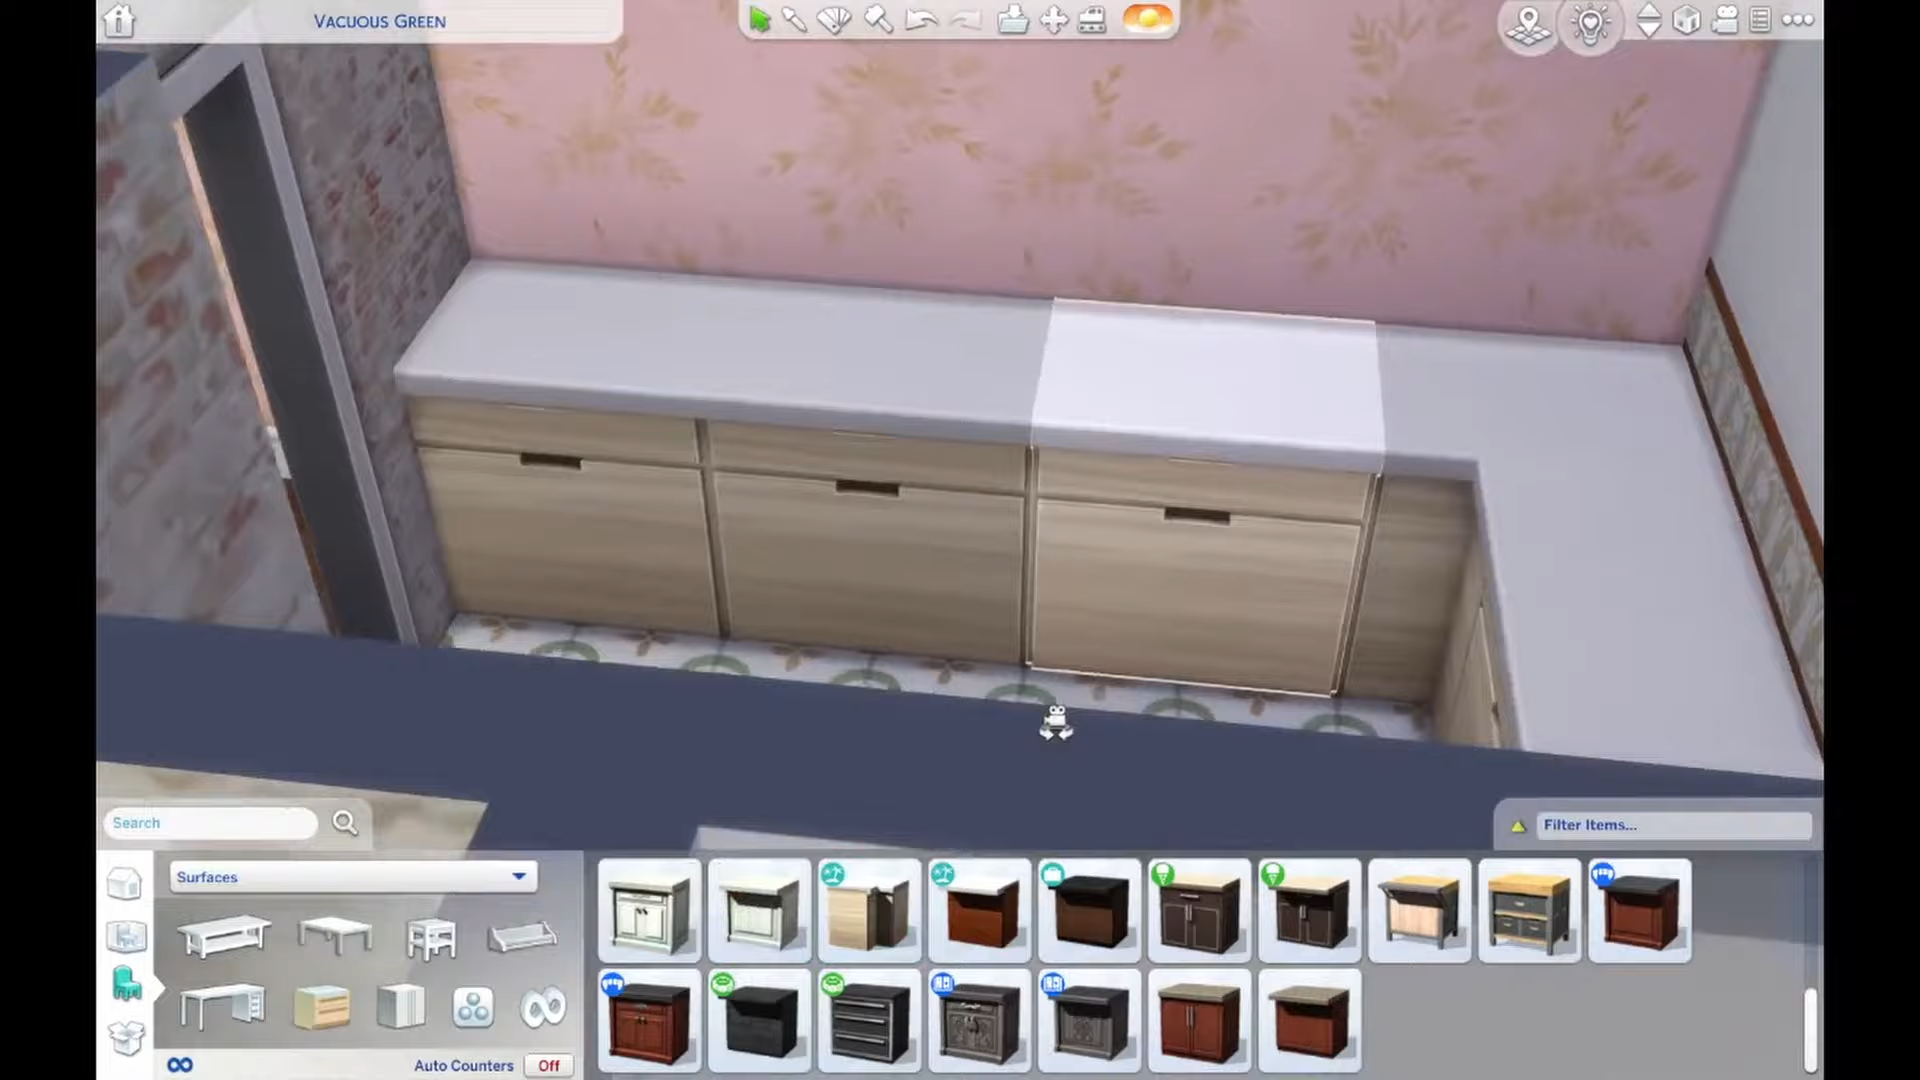 Vacuous Green
Search
Filter Items...
Surfaces
Auto Counters Off